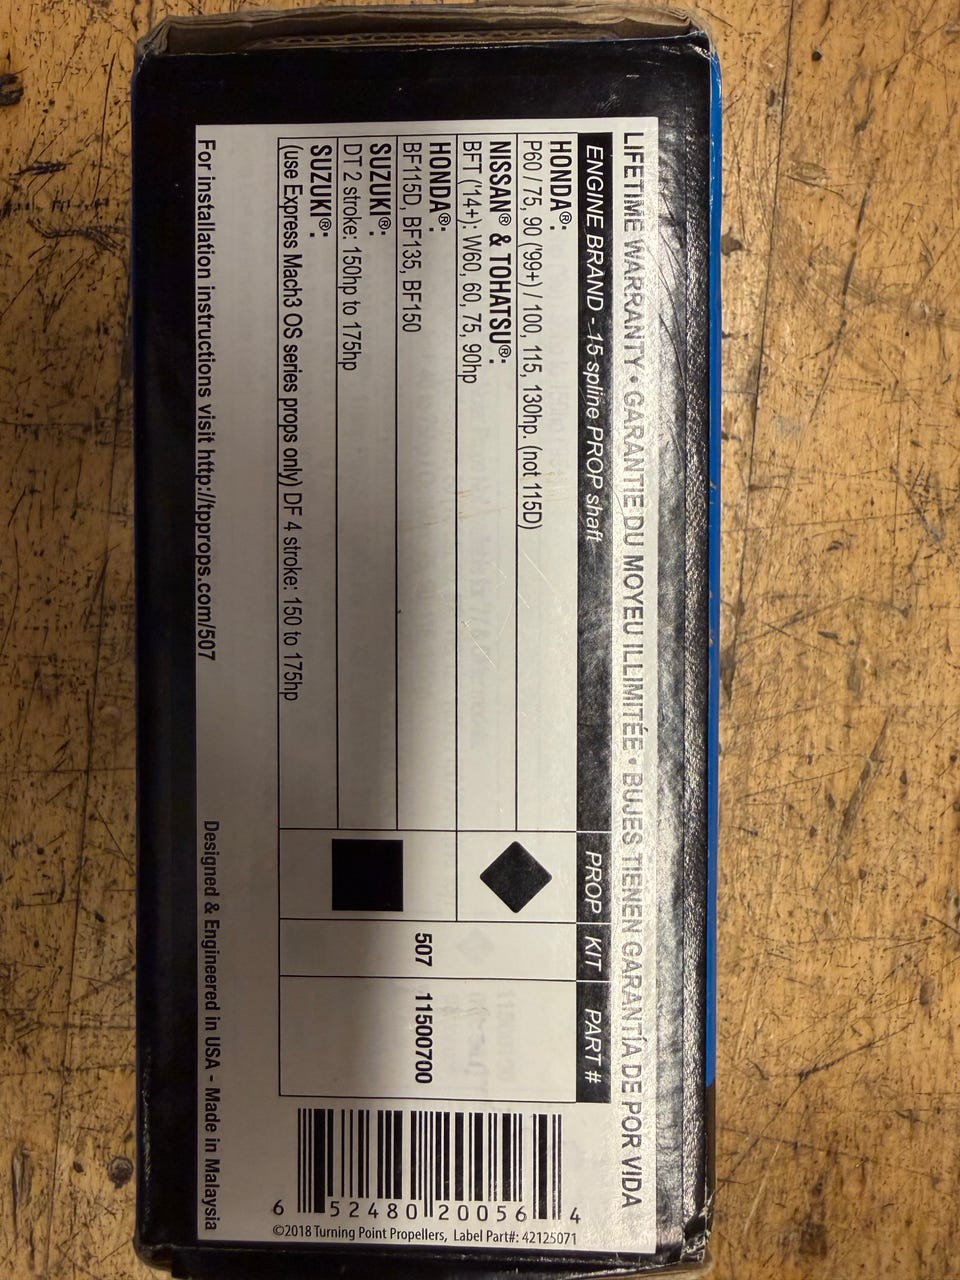 LIFETIME WARRANTY • GARANTIE DU MOYEU ILLIMITÉE • BUJES TIENEN GARANTÍA DE POR VIDA
ENGINE BRAND - 15 spline PROP shaft PROP KIT PART #
HONDA®:
P60 / 75, 90 ('99+) / 100, 115, 130hp. (not 115D)
NISSAN® & TOHATSU®:
BFT ('14+): W60, 60, 75, 90hp
HONDA®:
BF115D, BF135, BF150
507 11500700
SUZUKI®:
DT 2 stroke: 150hp to 175hp
SUZUKI®:
(use Express Mach3 OS series props only) DF 4 stroke: 150 to 175hp
For installation instructions visit http://tpprops.com/507
Designed & Engineered in USA - Made in Malaysia
6 52480 20056 4
©2018 Turning Point Propellers, Label Part#: 42125071